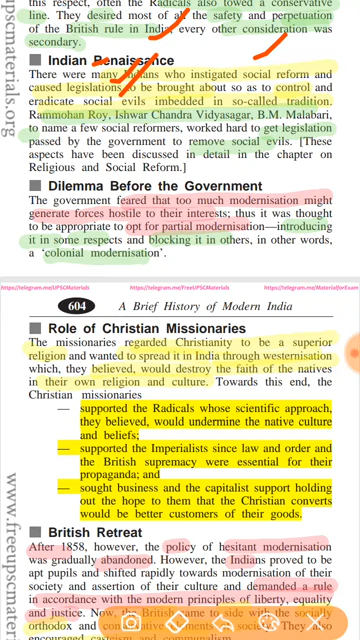 this respect, often the Radicals also towed a conservative
line. They desired most of all the safety and perpetuation
of the British rule in India; every other consideration was
secondary.
Indian Renaissance
There were many Indians who instigated social reform and
caused legislations to be brought about so as to control and
eradicate social evils imbedded in so-called tradition.
Rammohan Roy, Ishwar Chandra Vidyasagar, B.M. Malabari,
to name a few social reformers, worked hard to get legislation
passed by the government to remove social evils. [These
aspects have been discussed in detail in the chapter on
Religious and Social Reform.]
Dilemma Before the Government
The government feared that too much modernisation might
generate forces hostile to their interests; thus it was thought
to be appropriate to opt for partial modernisation—introducing
it in some respects and blocking it in others, in other words,
a ‘colonial modernisation’.
https://telegram.me/UPSCMaterials https://telegram.me/FreeUPSCMaterials https://telegram.me/MaterialforExam
604 A Brief History of Modern India
Role of Christian Missionaries
The missionaries regarded Christianity to be a superior
religion and wanted to spread it in India through westernisation
which, they believed, would destroy the faith of the natives
in their own religion and culture. Towards this end, the
Christian missionaries
— supported the Radicals whose scientific approach,
they believed, would undermine the native culture
and beliefs;
— supported the Imperialists since law and order and
the British supremacy were essential for their
propaganda; and
— sought business and the capitalist support holding
out the hope to them that the Christian converts
would be better customers of their goods.
British Retreat
After 1858, however, the policy of hesitant modernisation
was gradually abandoned. However, the Indians proved to be
apt pupils and shifted rapidly towards modernisation of their
society and assertion of their culture and demanded a rule
in accordance with the modern principles of liberty, equality
and justice. Now, the British came to side with the socially
orthodox and elements society. They also
encouraged casteism and communalism.
upscmaterials.org
www.freeupscmate